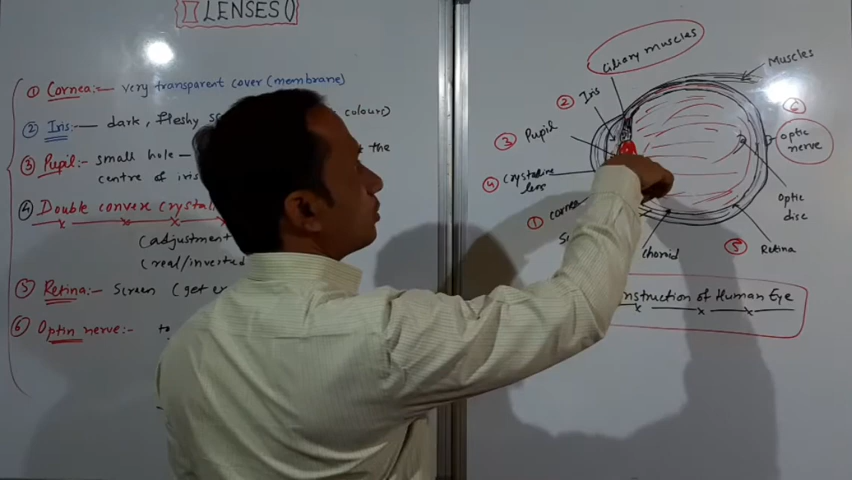 LENSES()
① Cornea:— very transparent cover (membrane)
② Iris:— dark, fleshy colour)
③ Pupil:- small hole — the
centre of iris
④ Double convex crystal
(adjustment
(real/inverted
⑤ Retina:- Screen (get
⑥ Optin nerve:- to
Ciliary muscles
Muscles
② Iris
③ Pupil
④ Crystaline
lens
⑥
Optic
nerve
① Cornea
Optic
disc
Choroid
⑤ Retina
nstruction of Human Eye